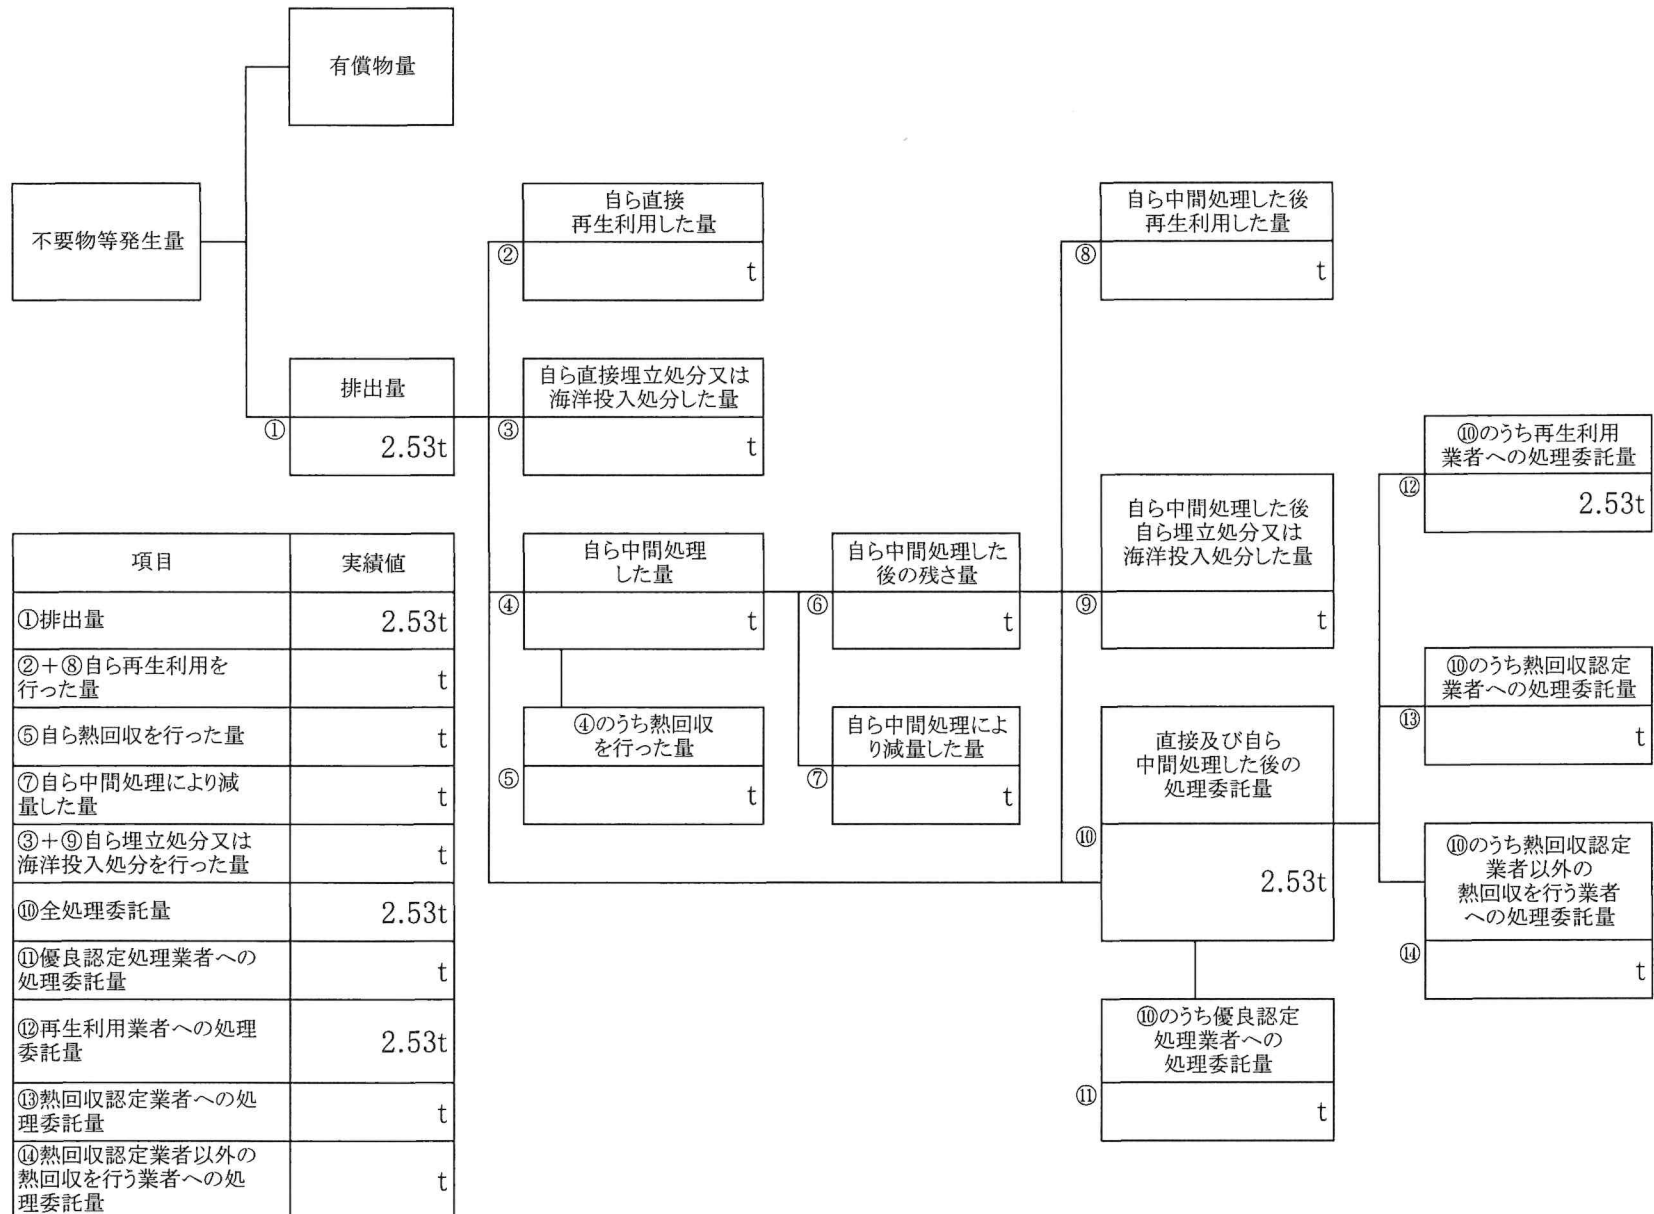 有償物量
不要物等発生量
自ら直接
再生利用した量
②
t
自ら中間処理した後
再生利用した量
⑧
t
排出量
①
2.53t
自ら直接埋立処分又は
海洋投入処分した量
③
t
⑩のうち再生利用
業者への処理委託量
⑫
2.53t
自ら中間処理
した量
④
t
自ら中間処理した
後の残さ量
⑥
t
自ら中間処理した後
自ら埋立処分又は
海洋投入処分した量
⑨
t
⑩のうち熱回収認定
業者への処理委託量
⑬
t
④のうち熱回収
を行った量
⑤
t
自ら中間処理によ
り減量した量
⑦
t
直接及び自ら
中間処理した後の
処理委託量
⑩
2.53t
⑩のうち熱回収認定
業者以外の
熱回収を行う業者
への処理委託量
⑭
t
⑩のうち優良認定
処理業者への
処理委託量
⑪
t
項目 実績値
①排出量 2.53t
②＋⑧自ら再生利用を
行った量 t
⑤自ら熱回収を行った量 t
⑦自ら中間処理により減
量した量 t
③＋⑨自ら埋立処分又は
海洋投入処分を行った量 t
⑩全処理委託量 2.53t
⑪優良認定処理業者への
処理委託量 t
⑫再生利用業者への処理
委託量 2.53t
⑬熱回収認定業者への処
理委託量 t
⑭熱回収認定業者以外の
熱回収を行う業者への処
理委託量 t